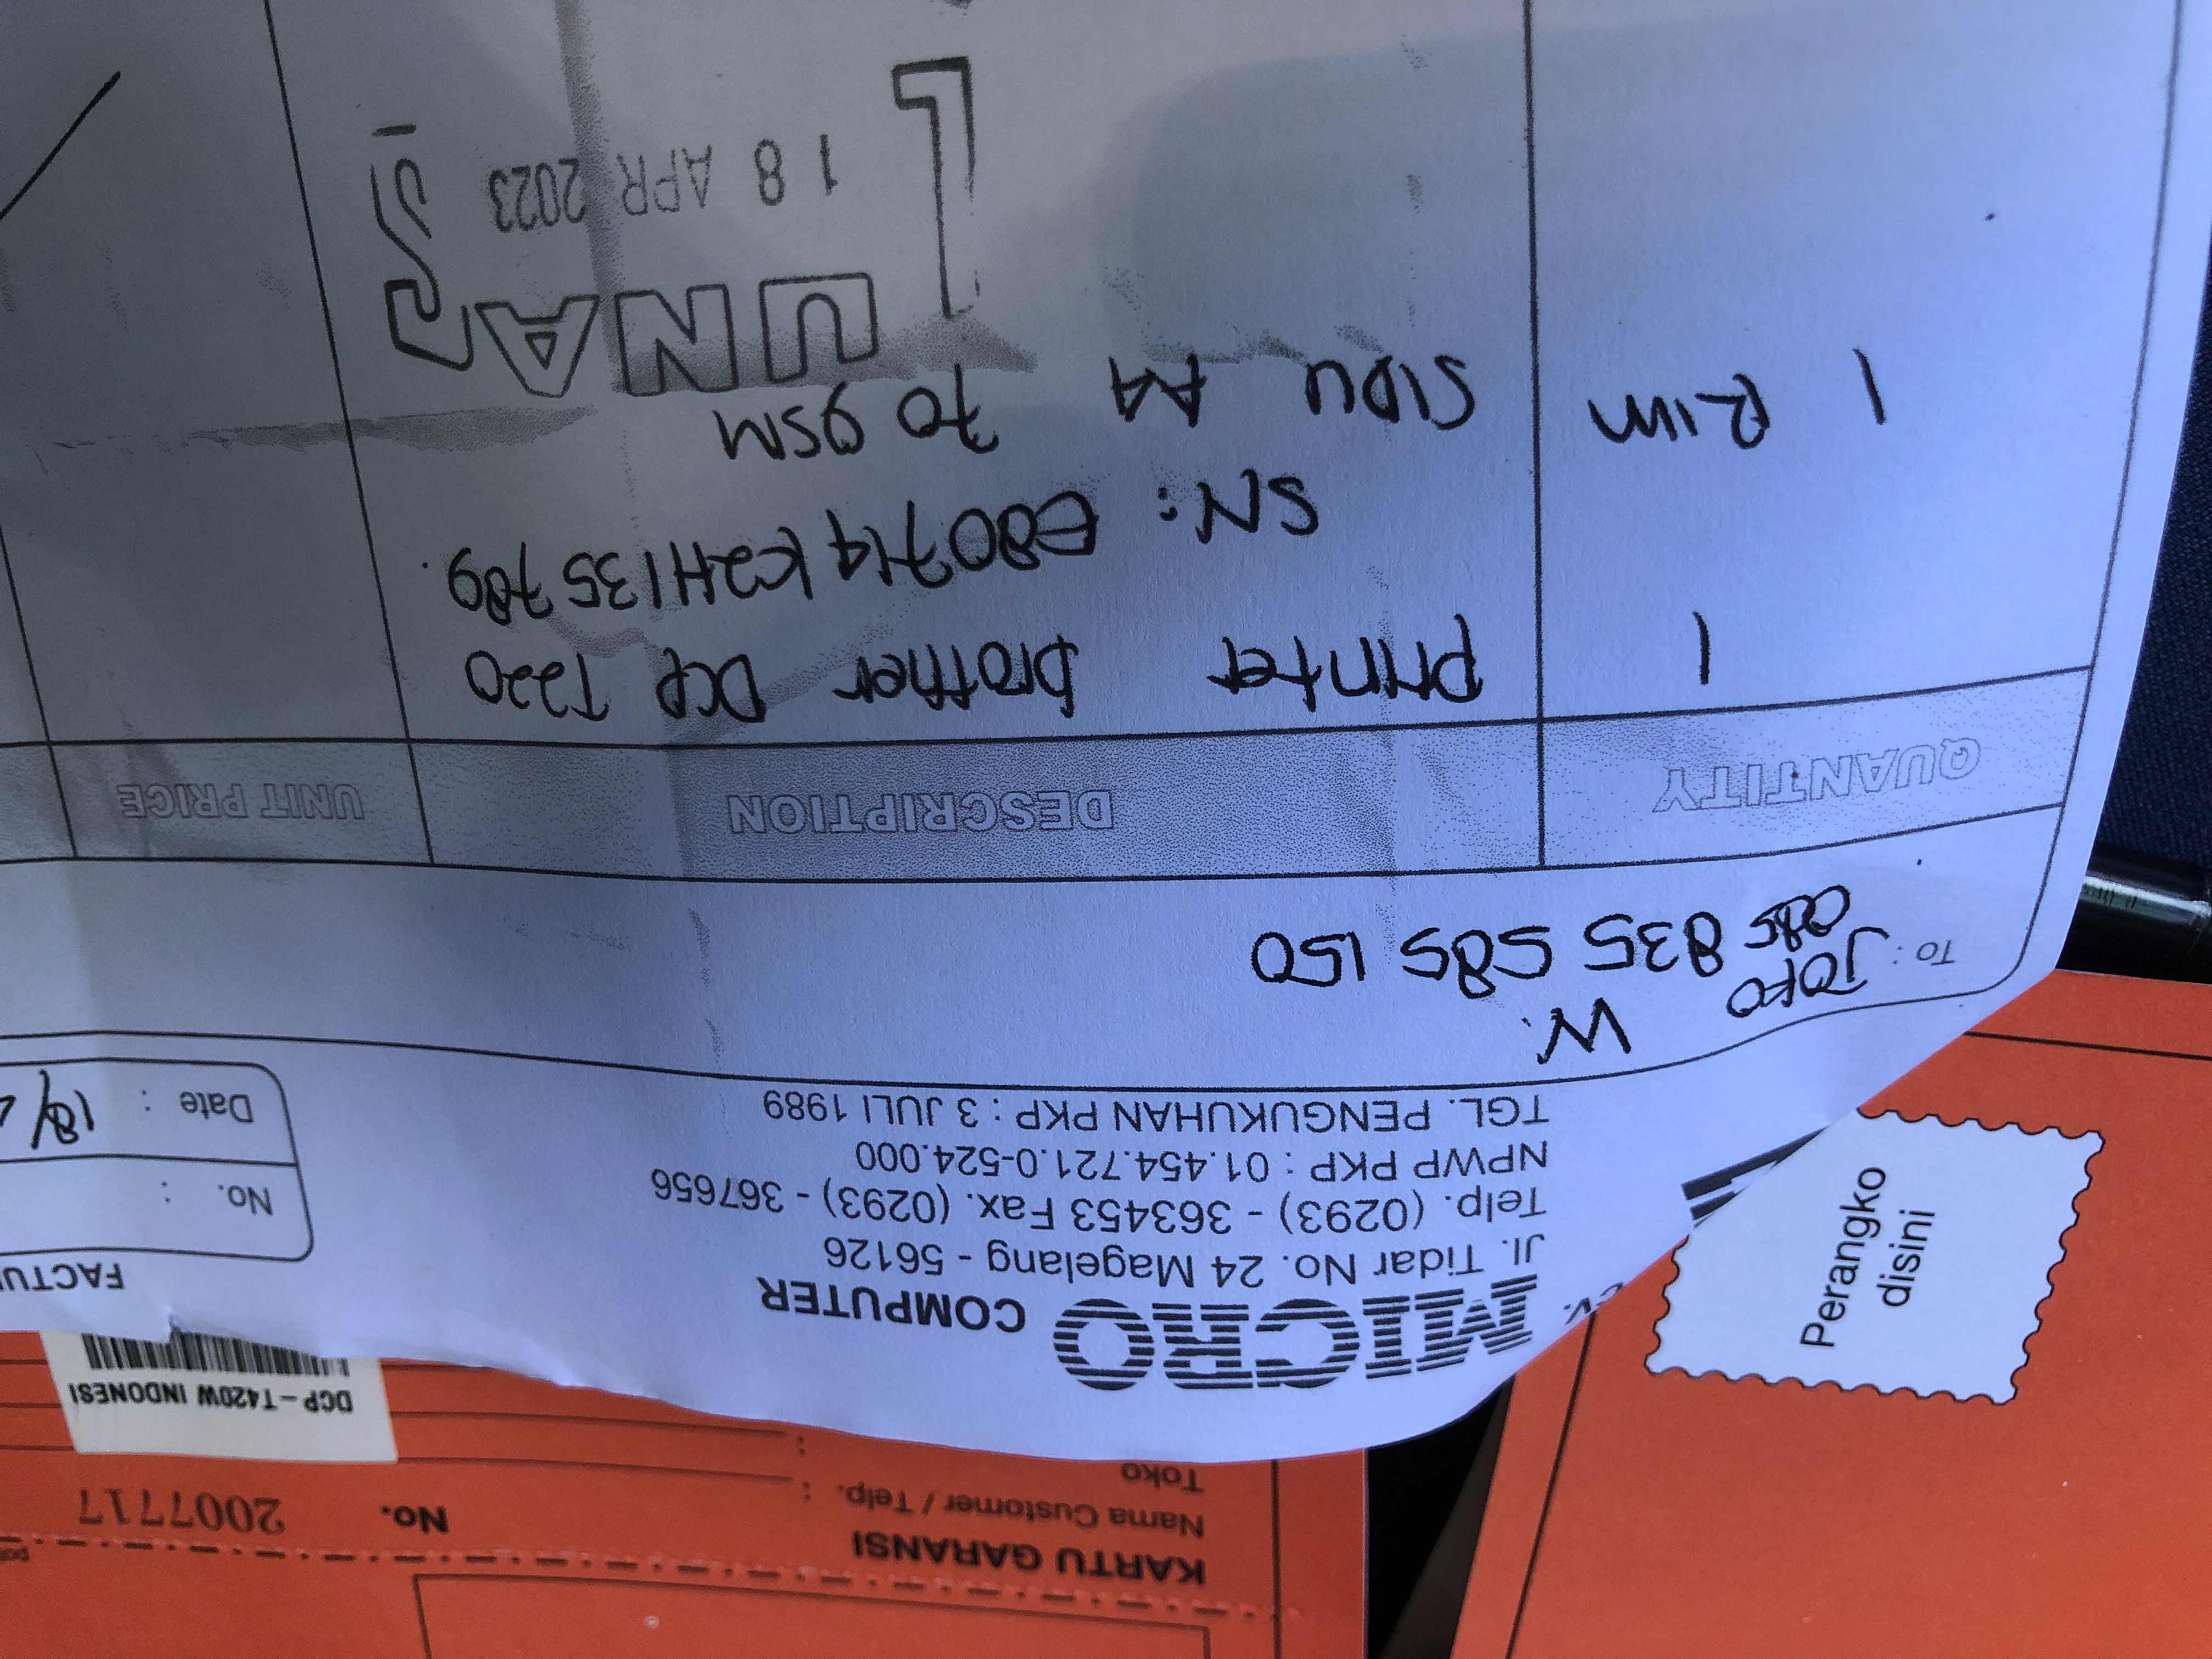 CV.
MICRO COMPUTER
Jl. Tidar No. 24 Magelang - 56126
Telp. (0293) - 363453 Fax. (0293) - 367656
NPWP PKP : 01.454.721.0-524.000
TGL. PENGUKUHAN PKP : 3 JULI 1989
FACTU
No. :
Date : 18/4
To : JOKO W.
085 835 585 150
QUANTITY DESCRIPTION UNIT PRICE
1 printer brother DCP T220
SN: E80714K2H135789.
1 Rim SIDU A4 70 gsm
LUNAS
18 APR 2023
Perangko
disini
KARTU GARANSI
No. 2007717
Nama Customer / Telp. :
Toko :
DCP-T420W INDONESI